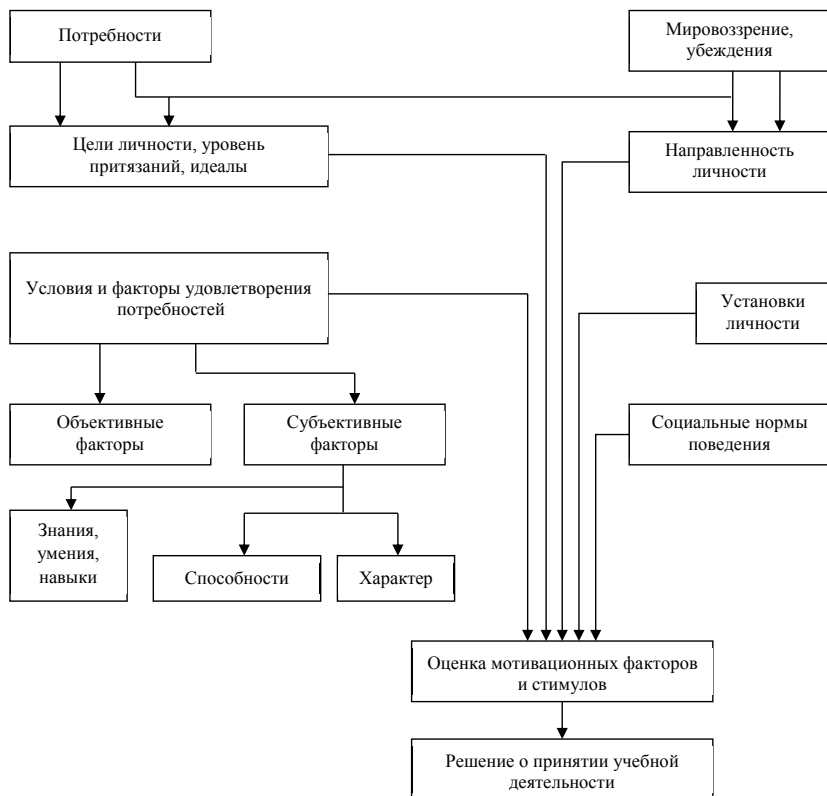 Потребности
Мировоззрение,
убеждения
Цели личности, уровень
притязаний, идеалы
Направленность
личности
Условия и факторы удовлетворения
потребностей
Установки
личности
Объективные
факторы
Субъективные
факторы
Социальные нормы
поведения
Знания,
умения,
навыки
Способности
Характер
Оценка мотивационных факторов
и стимулов
Решение о принятии учебной
деятельности